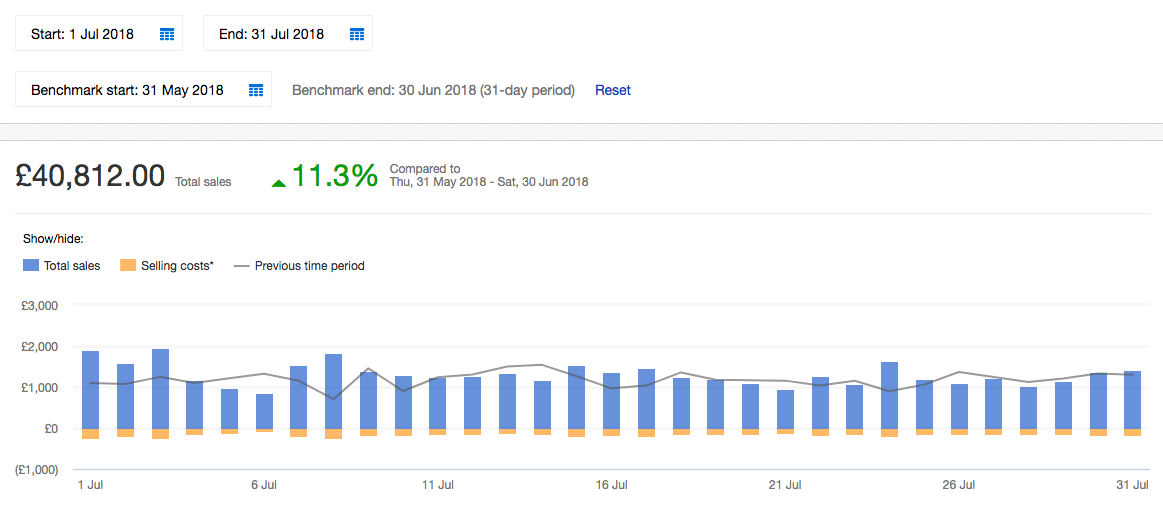 Start: 1 Jul 2018 End: 31 Jul 2018
Benchmark start: 31 May 2018 Benchmark end: 30 Jun 2018 (31-day period) Reset
£40,812.00 Total sales 11.3% Compared to
Thu, 31 May 2018 - Sat, 30 Jun 2018
Show/hide:
Total sales Selling costs* Previous time period
£3,000
£2,000
£1,000
£0
(£1,000)
1 Jul 6 Jul 11 Jul 16 Jul 21 Jul 26 Jul 31 Jul